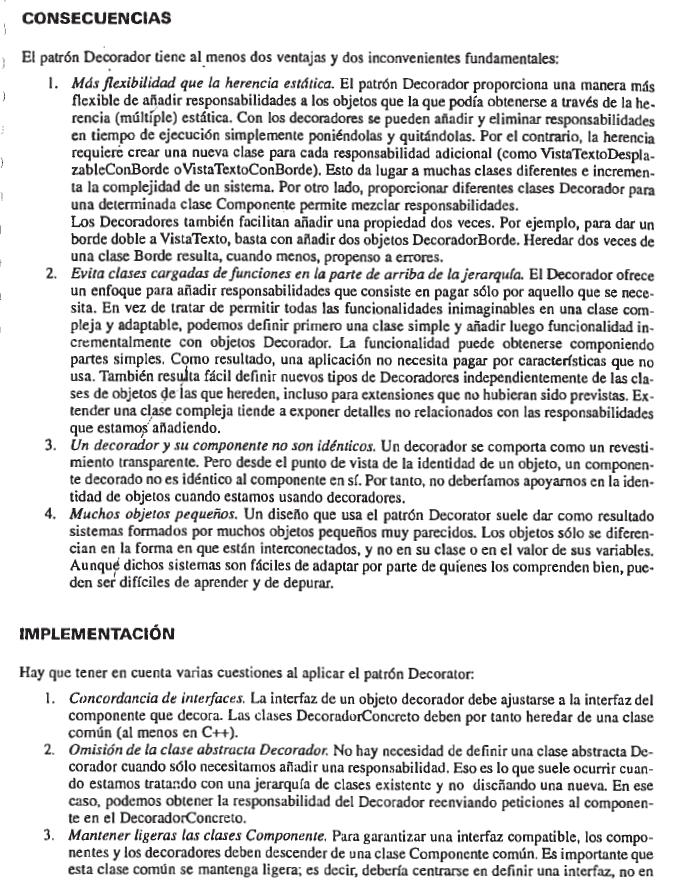 CONSECUENCIAS
El patrón Decorador tiene al menos dos ventajas y dos inconvenientes fundamentales:
1. Más flexibilidad que la herencia estática. El patrón Decorador proporciona una manera más
flexible de añadir responsabilidades a los objetos que la que podía obtenerse a través de la he-
rencia (múltiple) estática. Con los decoradores se pueden añadir y eliminar responsabilidades
en tiempo de ejecución simplemente poniéndolas y quitándolas. Por el contrario, la herencia
requiere crear una nueva clase para cada responsabilidad adicional (como VistaTextoDespla-
zableConBorde oVistaTextoConBorde). Esto da lugar a muchas clases diferentes e incremen-
ta la complejidad de un sistema. Por otro lado, proporcionar diferentes clases Decorador para
una determinada clase Componente permite mezclar responsabilidades.
Los Decoradores también facilitan añadir una propiedad dos veces. Por ejemplo, para dar un
borde doble a VistaTexto, basta con añadir dos objetos DecoradorBorde. Heredar dos veces de
una clase Borde resulta, cuando menos, propenso a errores.
2. Evita clases cargadas de funciones en la parte de arriba de la jerarquía. El Decorador ofrece
un enfoque para añadir responsabilidades que consiste en pagar sólo por aquello que se nece-
sita. En vez de tratar de permitir todas las funcionalidades inimaginables en una clase com-
pleja y adaptable, podemos definir primero una clase simple y añadir luego funcionalidad in-
crementalmente con objetos Decorador. La funcionalidad puede obtenerse componiendo
partes simples. Como resultado, una aplicación no necesita pagar por características que no
usa. También resulta fácil definir nuevos tipos de Decoradores independientemente de las cla-
ses de objetos de las que hereden, incluso para extensiones que no hubieran sido previstas. Ex-
tender una clase compleja tiende a exponer detalles no relacionados con las responsabilidades
que estamos añadiendo.
3. Un decorador y su componente no son idénticos. Un decorador se comporta como un revesti-
miento transparente. Pero desde el punto de vista de la identidad de un objeto, un componen-
te decorado no es idéntico al componente en sí. Por tanto, no deberíamos apoyarnos en la iden-
tidad de objetos cuando estamos usando decoradores.
4. Muchos objetos pequeños. Un diseño que usa el patrón Decorator suele dar como resultado
sistemas formados por muchos objetos pequeños muy parecidos. Los objetos sólo se diferen-
cian en la forma en que están interconectados, y no en su clase o en el valor de sus variables.
Aunque dichos sistemas son fáciles de adaptar por parte de quienes los comprenden bien, pue-
den ser difíciles de aprender y de depurar.
IMPLEMENTACIÓN
Hay que tener en cuenta varias cuestiones al aplicar el patrón Decorator:
1. Concordancia de interfaces. La interfaz de un objeto decorador debe ajustarse a la interfaz del
componente que decora. Las clases DecoradorConcreto deben por tanto heredar de una clase
común (al menos en C++).
2. Omisión de la clase abstracta Decorador. No hay necesidad de definir una clase abstracta De-
corador cuando sólo necesitamos añadir una responsabilidad. Eso es lo que suele ocurrir cuan-
do estamos tratando con una jerarquía de clases existente y no diseñando una nueva. En ese
caso, podemos obtener la responsabilidad del Decorador reenviando peticiones al componen-
te en el DecoradorConcreto.
3. Mantener ligeras las clases Componente. Para garantizar una interfaz compatible, los compo-
nentes y los decoradores deben descender de una clase Componente común. Es importante que
esta clase común se mantenga ligera; es decir, debería centrarse en definir una interfaz, no en